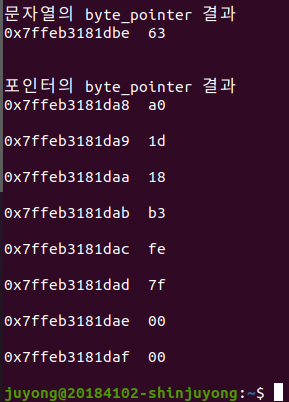 문자열의 byte_pointer 결과
0x7ffeb3181dbe 63
포인터의 byte_pointer 결과
0x7ffeb3181da8 a0
0x7ffeb3181da9 1d
0x7ffeb3181daa 18
0x7ffeb3181dab b3
0x7ffeb3181dac fe
0x7ffeb3181dad 7f
0x7ffeb3181dae 00
0x7ffeb3181daf 00
juyong@20184102-shinjuyong:~$